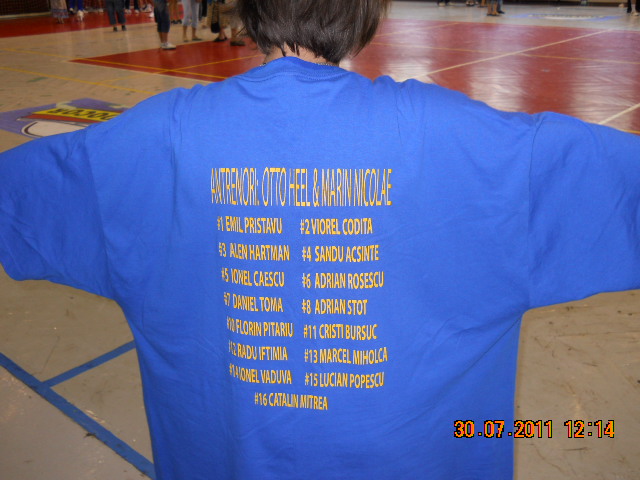 ANTRENORI: OTTO HEEL & MARIN NICOLAE
#1 EMIL PRISTAVU #2 VIOREL CODITA
#3 ALEN HARTMAN #4 SANDU ACSINTE
#5 IONEL CAESCU #6 ADRIAN ROSESCU
#7 DANIEL TOMA #8 ADRIAN STOT
#10 FLORIN PITARIU #11 CRISTI BURSUC
#12 RADU IFTIMIA #13 MARCEL MIHOLCA
#14 IONEL VADUVA #15 LUCIAN POPESCU
#16 CATALIN MITREA
30.07.2011 12:14